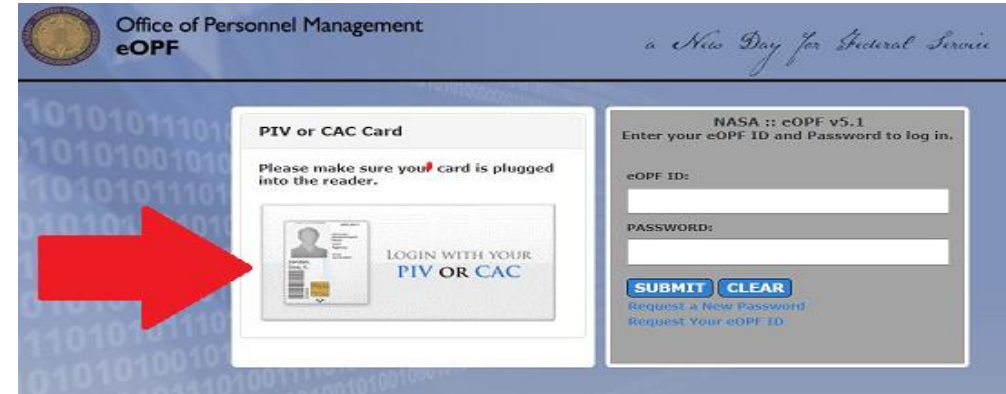 Office of Personnel Management
eOPF
a New Day for Federal Service
PIV or CAC Card
Please make sure your card is plugged
into the reader.
LOGIN WITH YOUR
PIV OR CAC
NASA :: eOPF v5.1
Enter your eOPF ID and Password to log in.
eOPF ID:
PASSWORD:
SUBMIT CLEAR
Request a New Password
Request Your eOPF ID